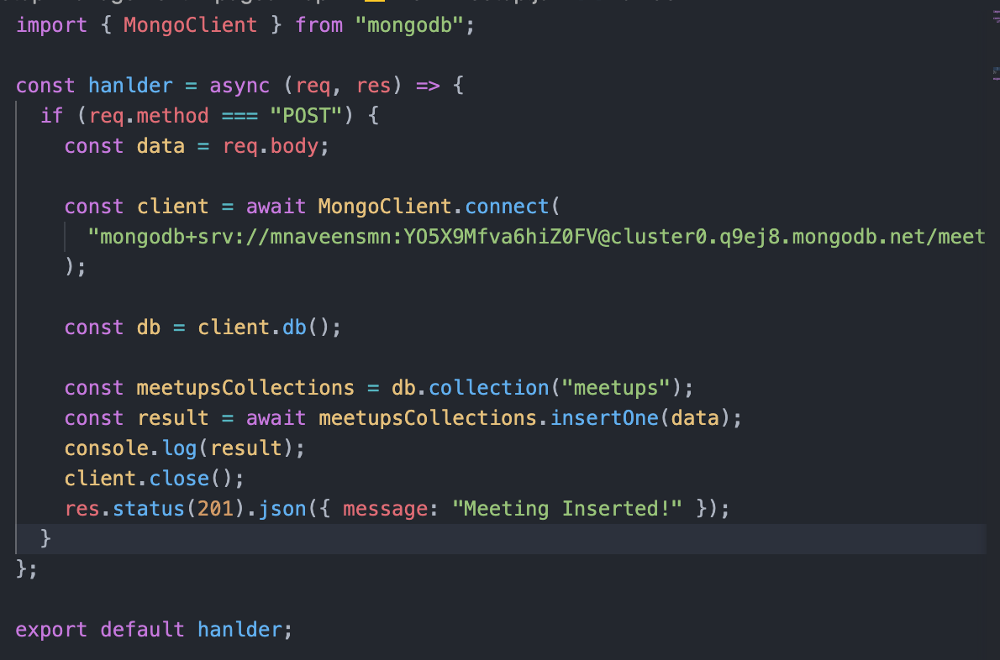 import { MongoClient } from "mongodb";
const hanlder = async (req, res) => {
if (req.method === "POST") {
const data = req.body;
const client = await MongoClient.connect(
"mongodb+srv://mnaveensmn:YO5X9Mfva6hiZ0FV@cluster0.q9ej8.mongodb.net/meet
);
const db = client.db();
const meetupsCollections = db.collection("meetups");
const result = await meetupsCollections.insertOne(data);
console.log(result);
client.close();
res.status(201).json({ message: "Meeting Inserted!" });
}
};
export default hanlder;